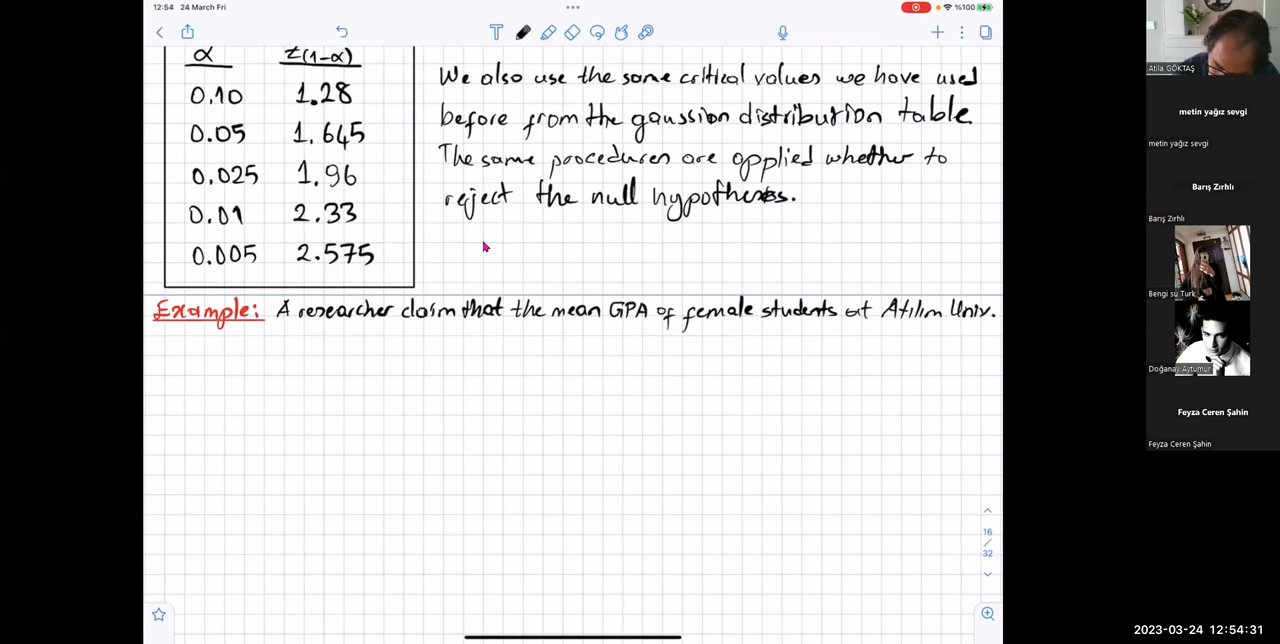 12:54 24 March Fri
%100
α z(1-α)
0.10 1.28
0.05 1.645
0.025 1.96
0.01 2.33
0.005 2.575
We also use the same critical values we have used
before from the gaussian distribution table.
The same procedures are applied whether to
reject the null hypothesis.
Example: A researcher claim that the mean GPA of female students at Atılım Univ.
16
/
32
Atila GÖKTAŞ
metin yağız sevgi
metin yağız sevgi
Barış Zırhlı
Barış Zırhlı
Bengi su Turk
Doğanay Aytumur
Feyza Ceren Şahin
Feyza Ceren Şahin
2023-03-24 12:54:31